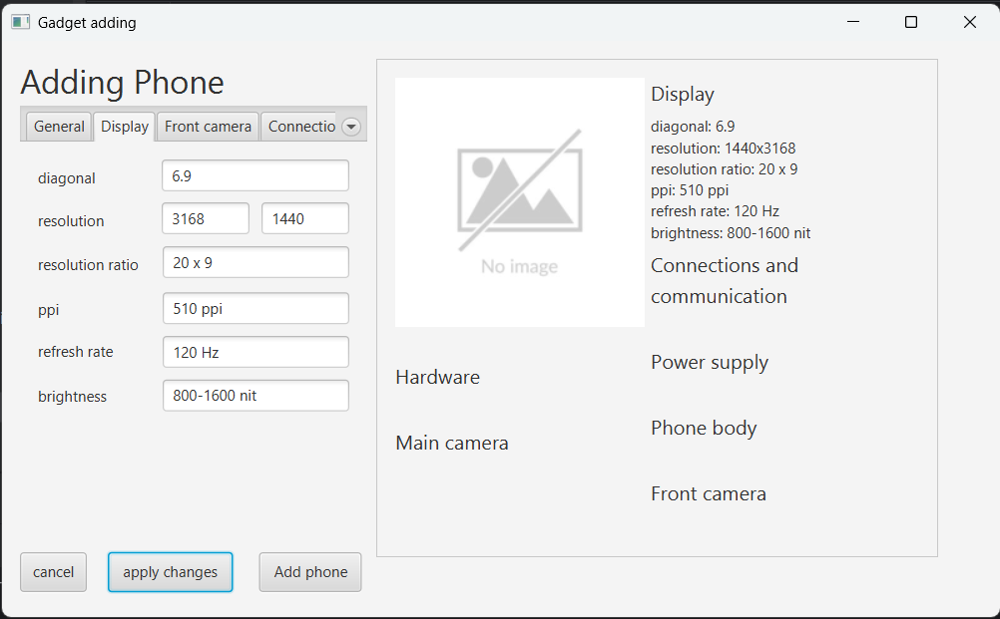 Gadget adding
Adding Phone
General
Display
Front camera
Connectio
diagonal
6.9
resolution
3168
1440
resolution ratio
20 x 9
ppi
510 ppi
refresh rate
120 Hz
brightness
800-1600 nit
cancel
apply changes
Add phone
No image
Hardware
Main camera
Display
diagonal: 6.9
resolution: 1440x3168
resolution ratio: 20 x 9
ppi: 510 ppi
refresh rate: 120 Hz
brightness: 800-1600 nit
Connections and
communication
Power supply
Phone body
Front camera